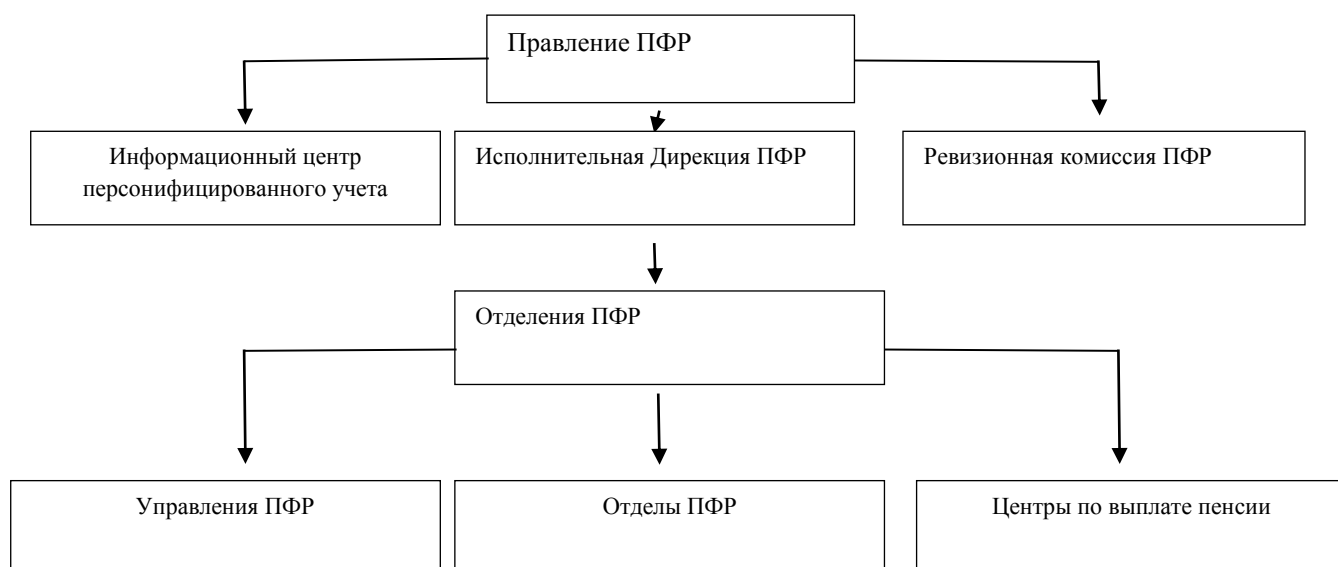 Правление ПФР
Информационный центр
персонифицированного учета
Исполнительная Дирекция ПФР
Ревизионная комиссия ПФР
Отделения ПФР
Управления ПФР
Отделы ПФР
Центры по выплате пенсии